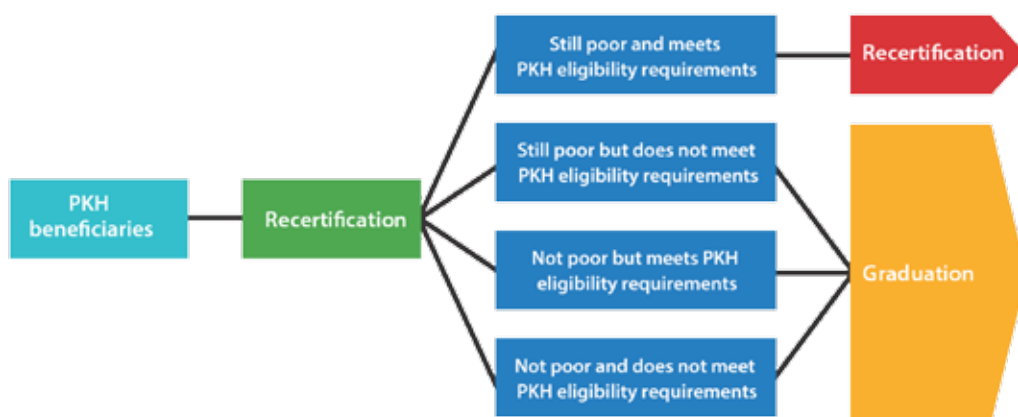 PKH
beneficiaries
Recertification
Still poor and meets
PKH eligibility requirements
Still poor but does not meet
PKH eligibility requirements
Not poor but meets PKH
eligibility requirements
Not poor and does not meet
PKH eligibility requirements
Recertification
Graduation